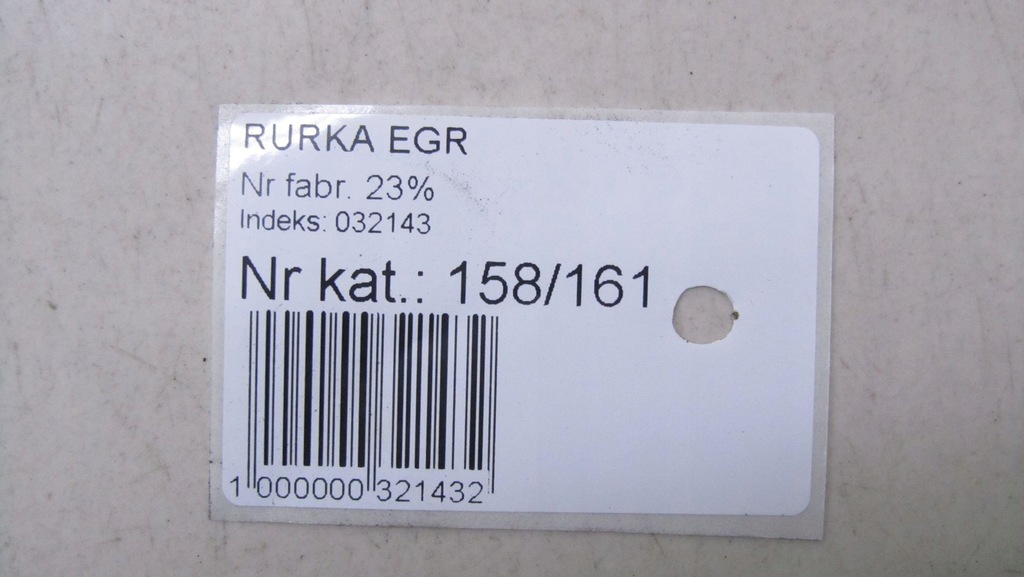 RURKA EGR
Nr fabr. 23%
Indeks: 032143
Nr kat.: 158/161
1 000000 321432